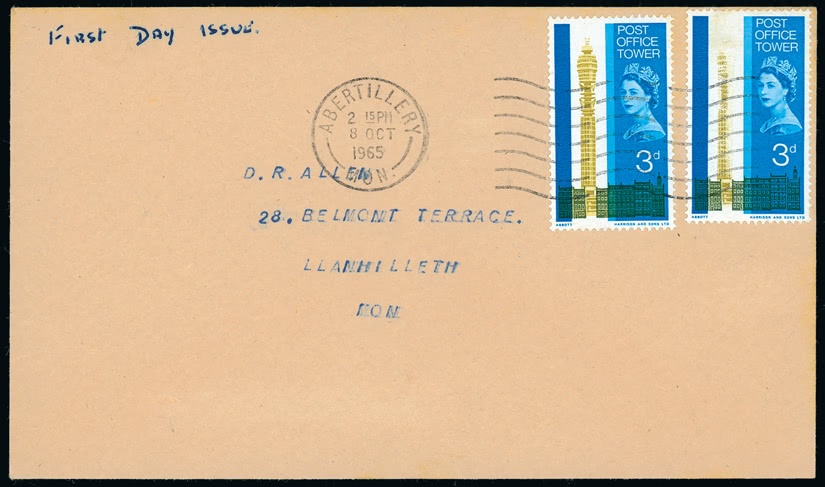 First Day Issue.
POST
OFFICE
TOWER
3d
ABBOTT HARRISON AND SONS LTD
POST
OFFICE
TOWER
3d
ABBOTT HARRISON AND SONS LTD
ABERTILLERY
2 15PM
8 OCT
1965
MON.
D.R.ALLEN
28. BELMONT TERRACE.
LLANHILLETH
MON